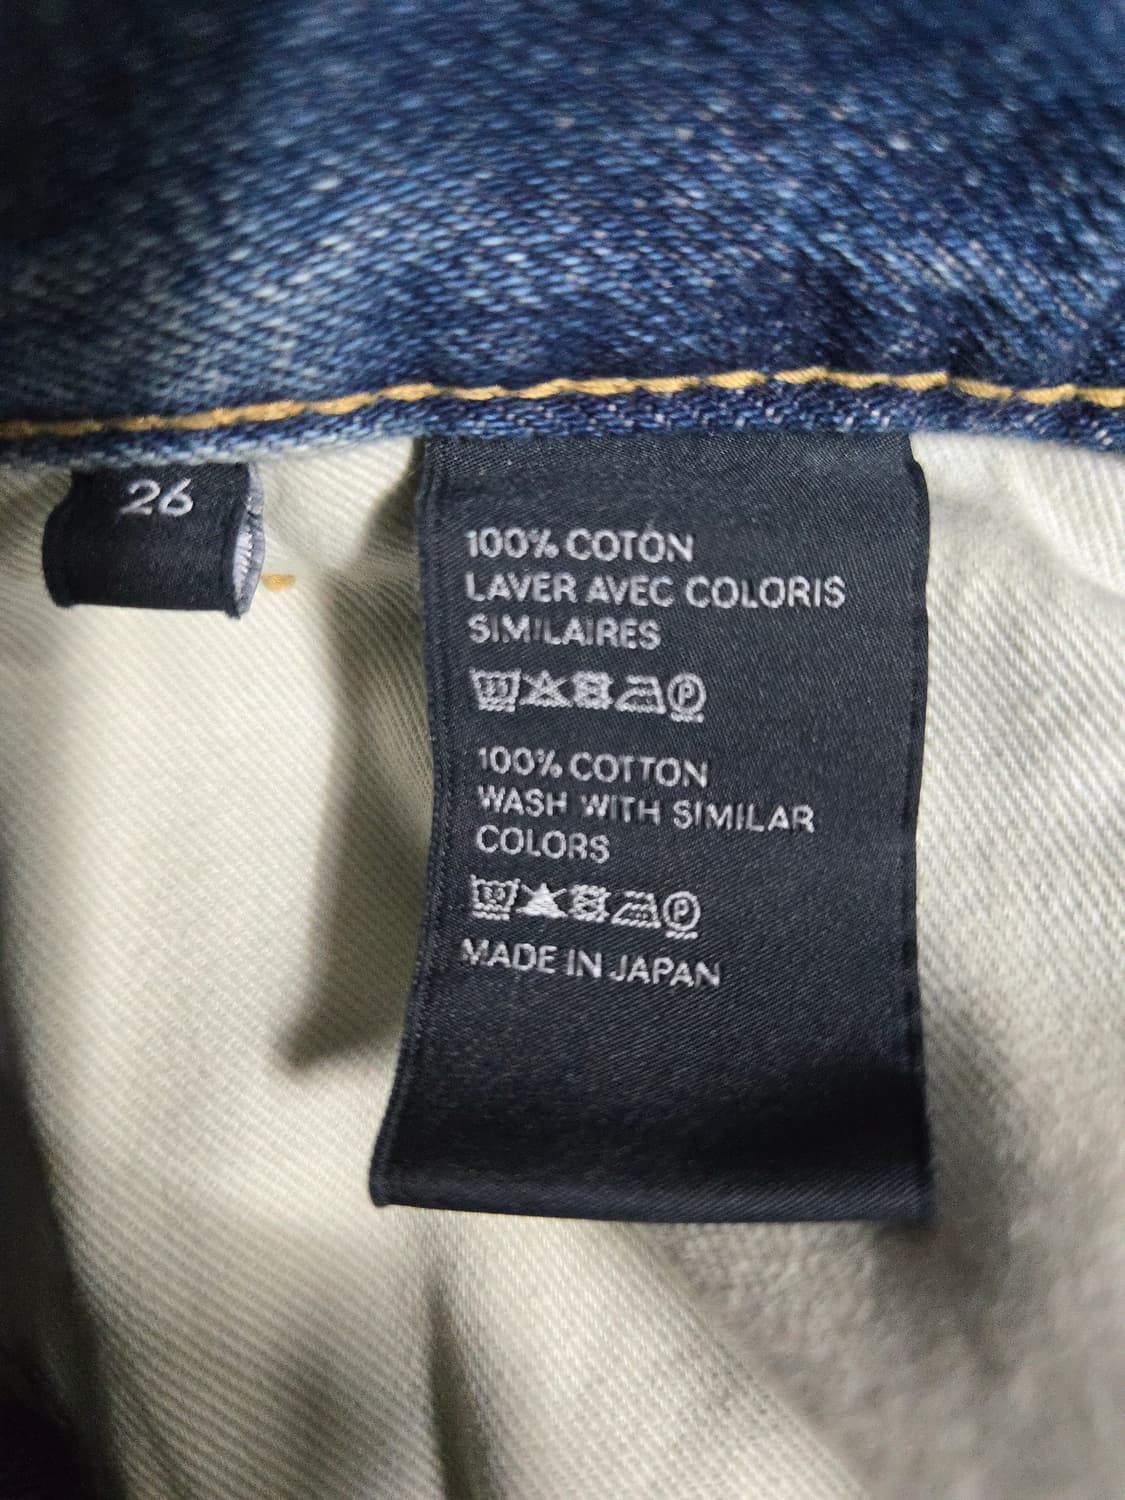 26
100% COTON
LAVER AVEC COLORIS
SIMILAIRES
P
100% COTTON
WASH WITH SIMILAR
COLORS
P
MADE IN JAPAN